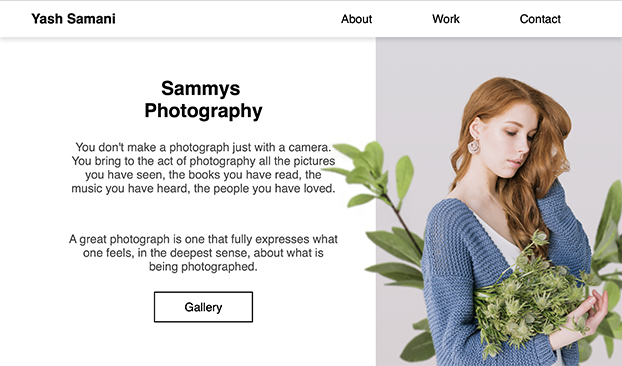 Yash Samani
About
Work
Contact
Sammys
Photography
You don't make a photograph just with a camera.
You bring to the act of photography all the pictures
you have seen, the books you have read, the
music you have heard, the people you have loved.
A great photograph is one that fully expresses what
one feels, in the deepest sense, about what is
being photographed.
Gallery